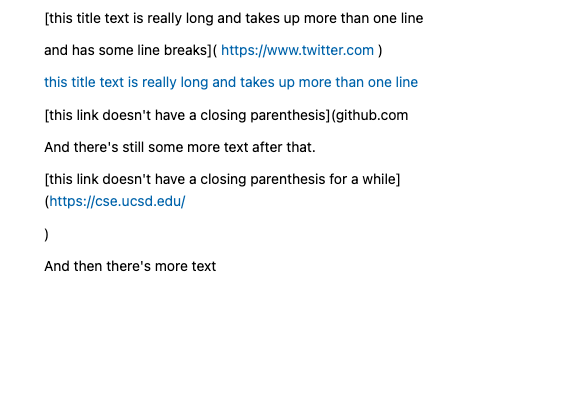 [this title text is really long and takes up more than one line
and has some line breaks]( https://www.twitter.com )
this title text is really long and takes up more than one line
[this link doesn't have a closing parenthesis](github.com
And there's still some more text after that.
[this link doesn't have a closing parenthesis for a while]
(https://cse.ucsd.edu/
)
And then there's more text